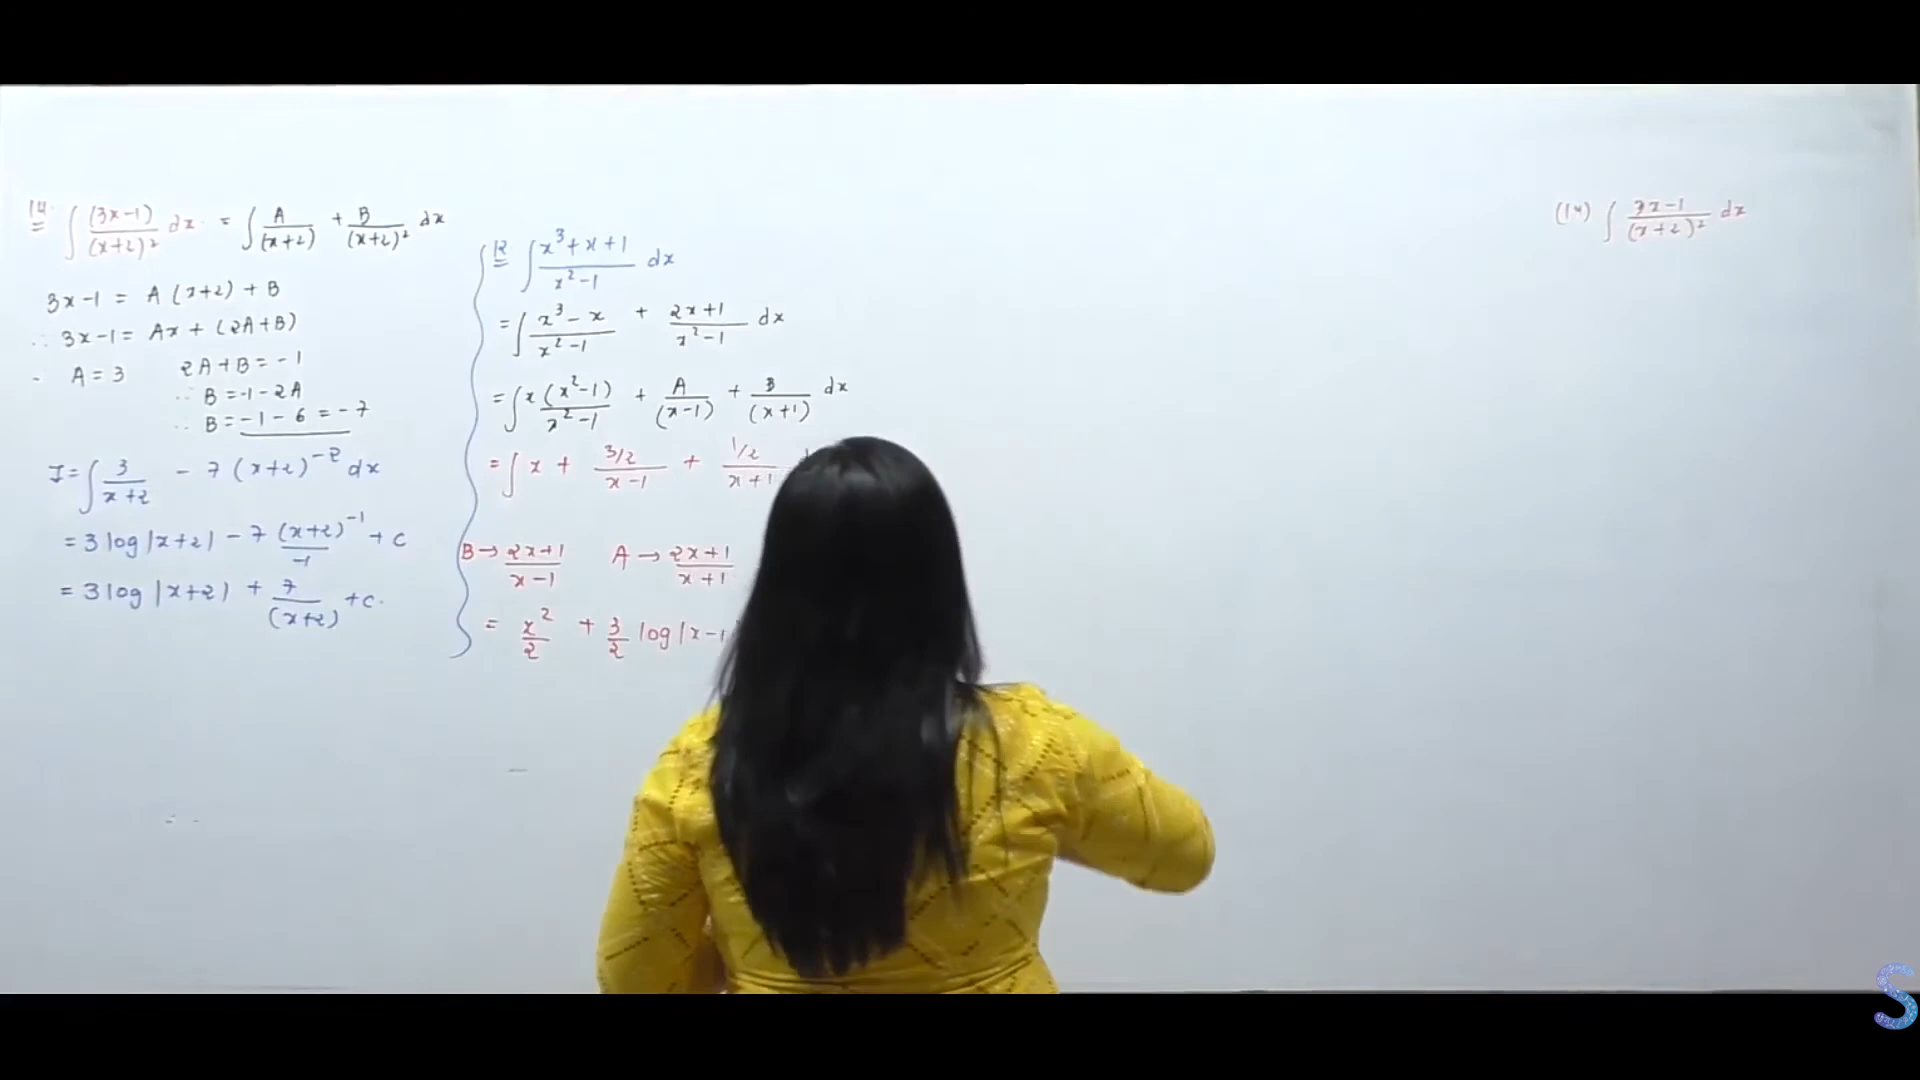 14. ∫ (3x-1)/(x+2)² dx = ∫ A/(x+2) + B/(x+2)² dx
3x-1 = A(x+2) + B
∴ 3x-1 = Ax + (2A+B)
A = 3 2A+B = -1
∴ B = -1-2A
∴ B = -1-6 = -7
I = ∫ 3/(x+2) - 7(x+2)⁻² dx
= 3 log|x+2| - 7 (x+2)⁻¹/-1 + c
= 3 log|x+2| + 7/(x+2) + c.
12 ∫ (x³+x+1)/(x²-1) dx
= ∫ (x³-x)/(x²-1) + (2x+1)/(x²-1) dx
= ∫ x(x²-1)/(x²-1) + A/(x-1) + B/(x+1) dx
= ∫ x + (3/2)/(x-1) + (1/2)/(x+1)
B → (2x+1)/(x-1) A → (2x+1)/(x+1)
= x²/2 + 3/2 log|x-1
(14) ∫ (3x-1)/(x+2)² dx
S